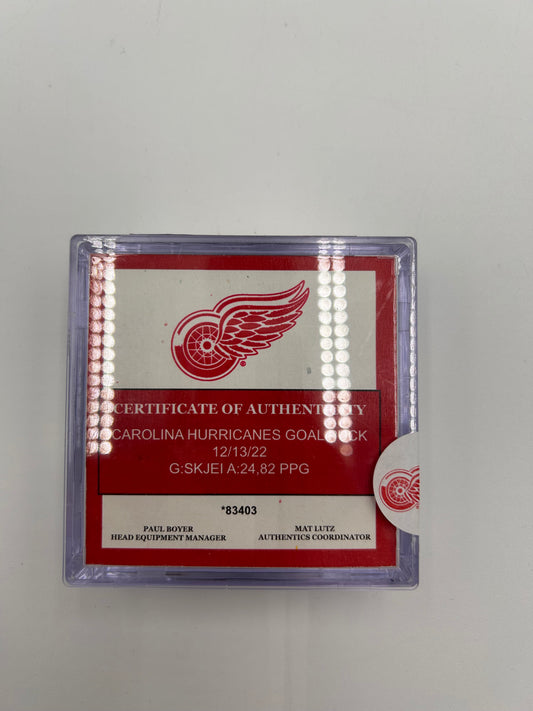 CERTIFICATE OF AUTHENTICITY
CAROLINA HURRICANES GOAL PUCK
12/13/22
G:SKJEI A:24,82 PPG
*83403
PAUL BOYER
HEAD EQUIPMENT MANAGER
MAT LUTZ
AUTHENTICS COORDINATOR